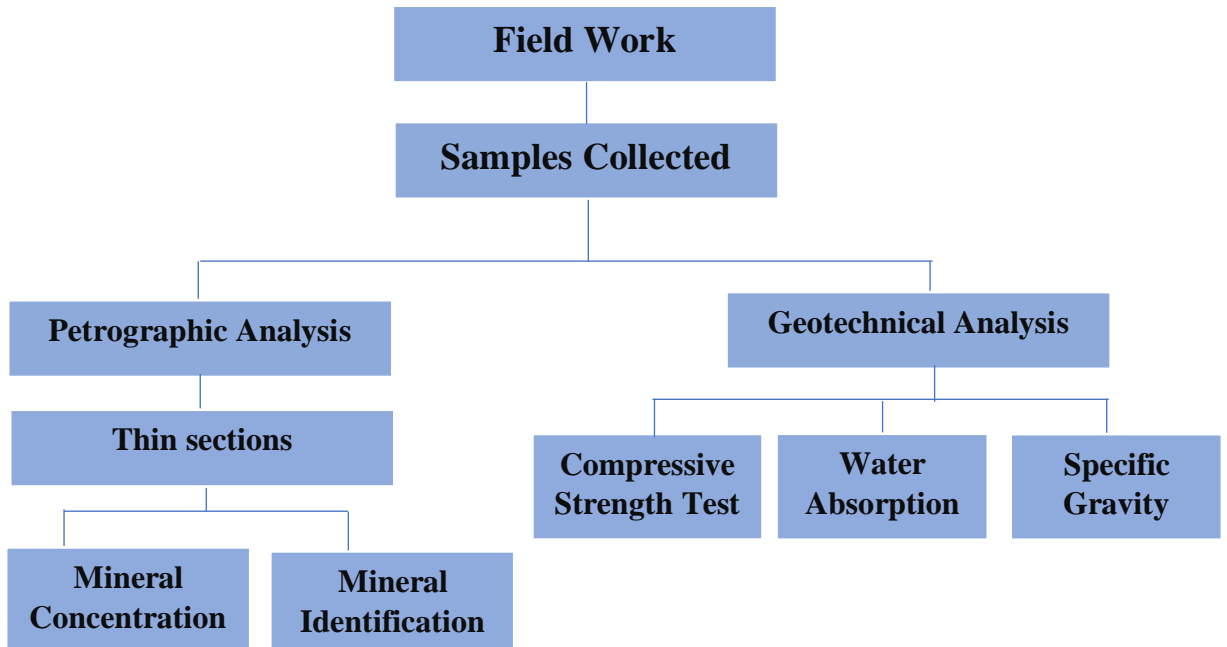 Field Work
Samples Collected
Petrographic Analysis
Geotechnical Analysis
Thin sections
Compressive
Strength Test
Water
Absorption
Specific
Gravity
Mineral
Concentration
Mineral
Identification